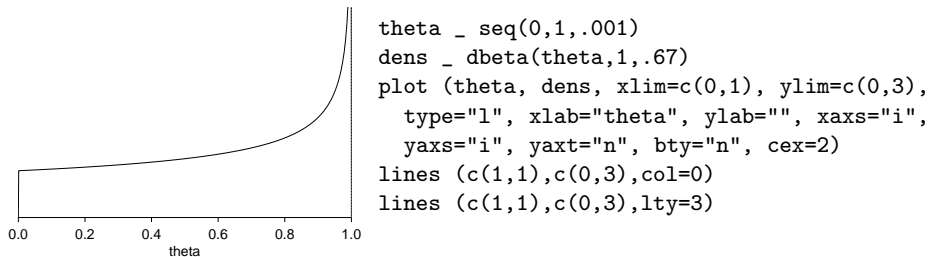 theta _ seq(0,1,.001)
dens _ dbeta(theta,1,.67)
plot (theta, dens, xlim=c(0,1), ylim=c(0,3),
type="l", xlab="theta", ylab="", xaxs="i",
yaxs="i", yaxt="n", bty="n", cex=2)
lines (c(1,1),c(0,3),col=0)
lines (c(1,1),c(0,3),lty=3)
0.0 0.2 0.4 0.6 0.8 1.0
theta